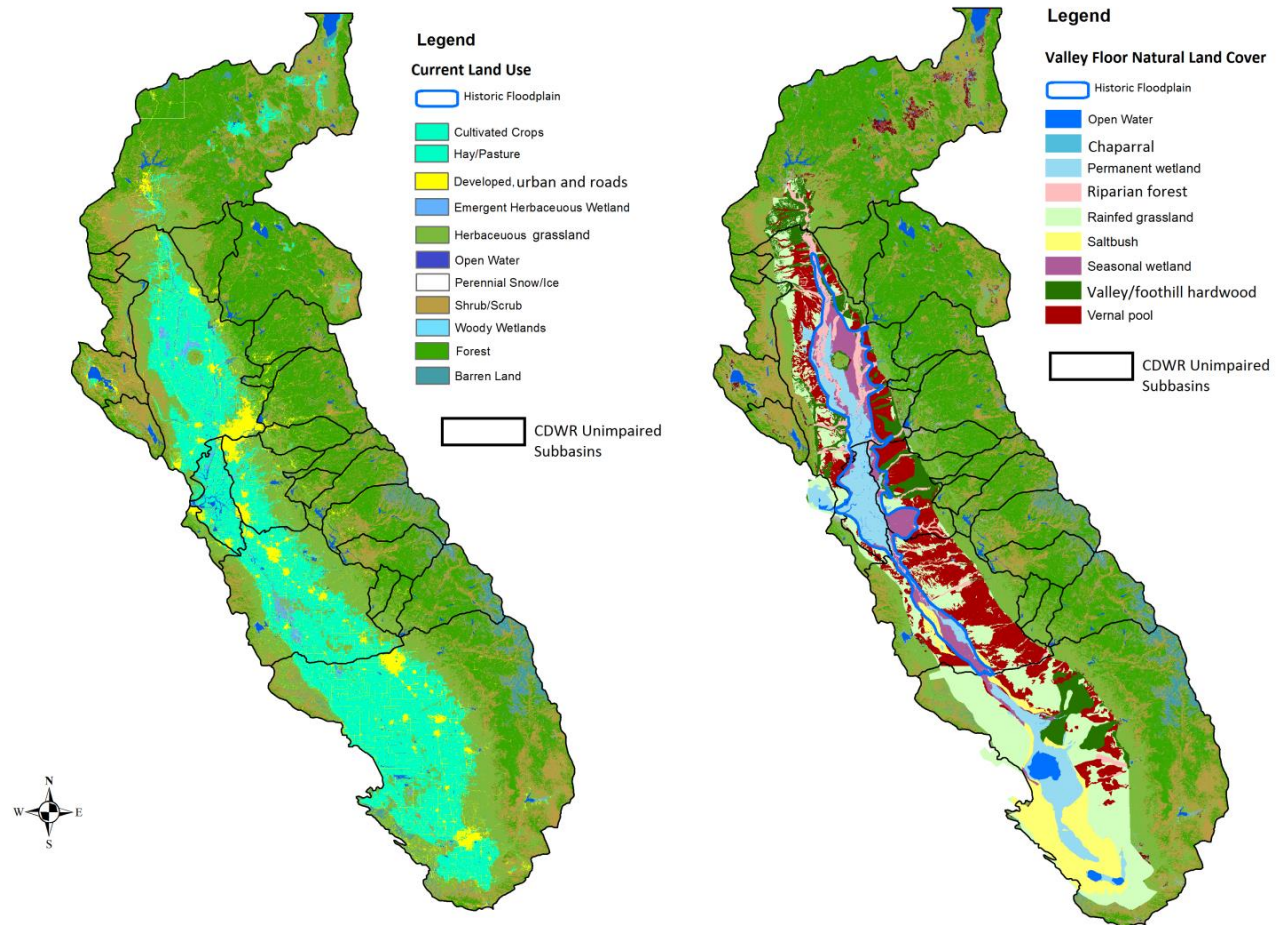 Legend
Current Land Use
Historic Floodplain
Cultivated Crops
Hay/Pasture
Developed, urban and roads
Emergent Herbaceuous Wetland
Herbaceuous grassland
Open Water
Perennial Snow/Ice
Shrub/Scrub
Woody Wetlands
Forest
Barren Land
CDWR Unimpaired
Subbasins
N
W
E
S
Legend
Valley Floor Natural Land Cover
Historic Floodplain
Open Water
Chaparral
Permanent wetland
Riparian forest
Rainfed grassland
Saltbush
Seasonal wetland
Valley/foothill hardwood
Vernal pool
CDWR Unimpaired
Subbasins